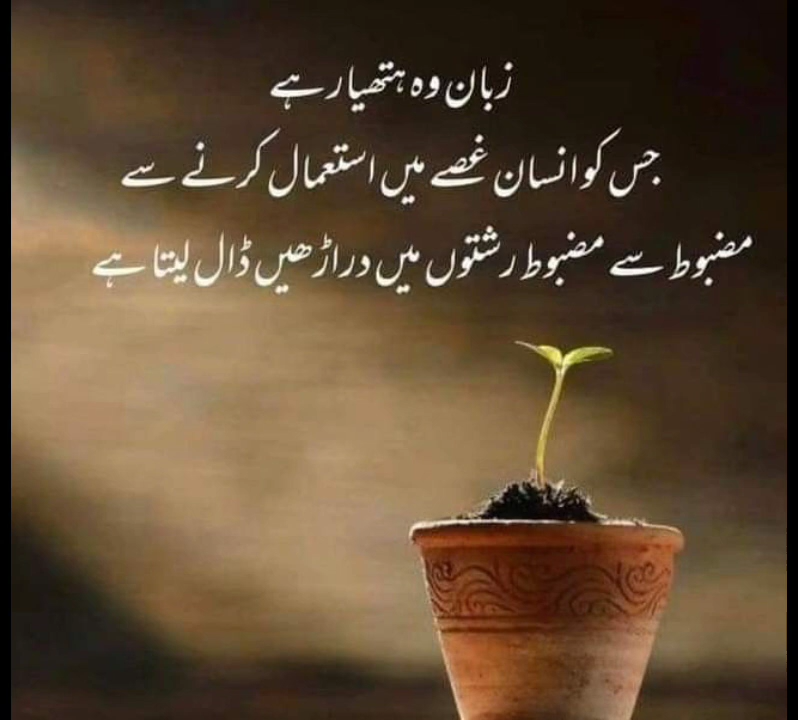 زبان وہ ہتھیار ہے
جس کو انسان غصے میں استعمال کرنے سے
مضبوط سے مضبوط رشتوں میں دراڑھیں ڈال لیتا ہے